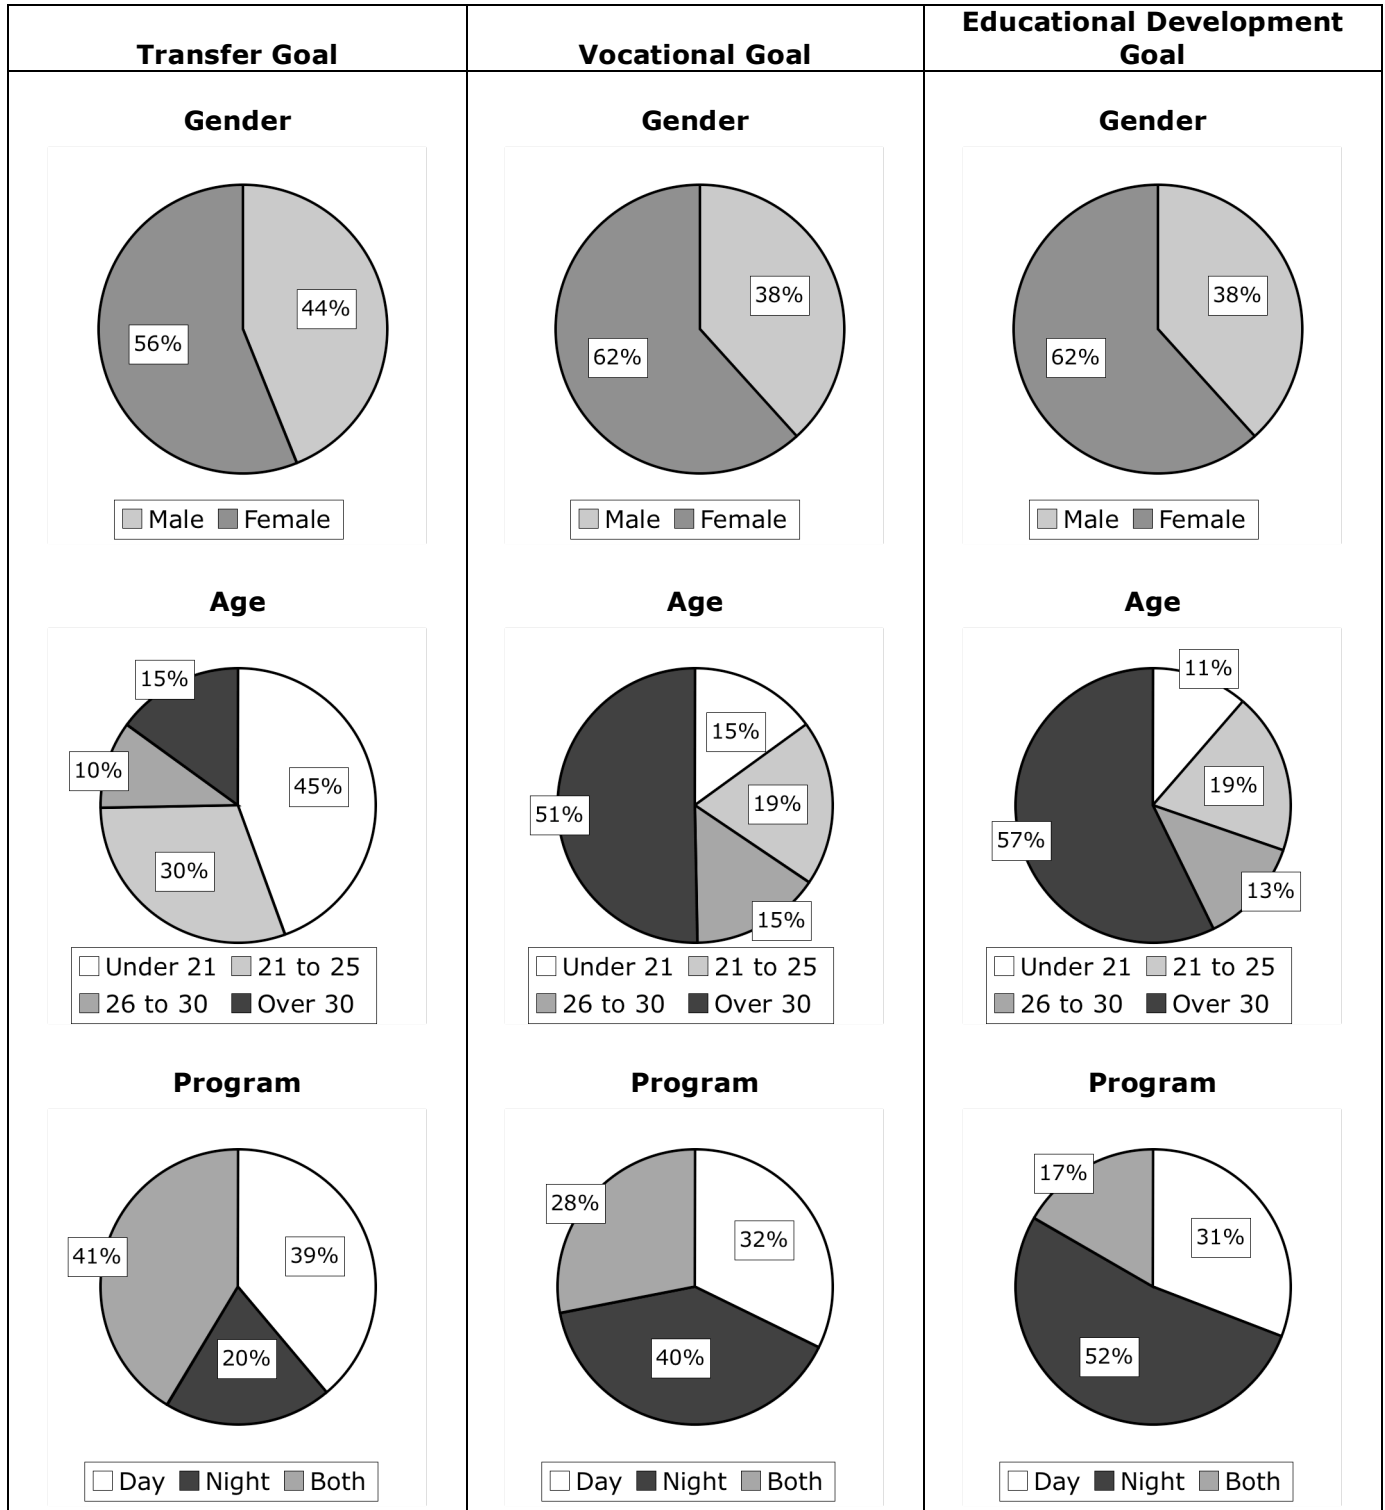 Transfer Goal
Vocational Goal
Educational Development
Goal
Gender
44%
56%
Male Female
Gender
38%
62%
Male Female
Gender
38%
62%
Male Female
Age
15%
10%
45%
30%
Under 21 21 to 25
26 to 30 Over 30
Age
15%
19%
51%
15%
Under 21 21 to 25
26 to 30 Over 30
Age
11%
19%
57%
13%
Under 21 21 to 25
26 to 30 Over 30
Program
41%
39%
20%
Day Night Both
Program
28%
32%
40%
Day Night Both
Program
17%
31%
52%
Day Night Both